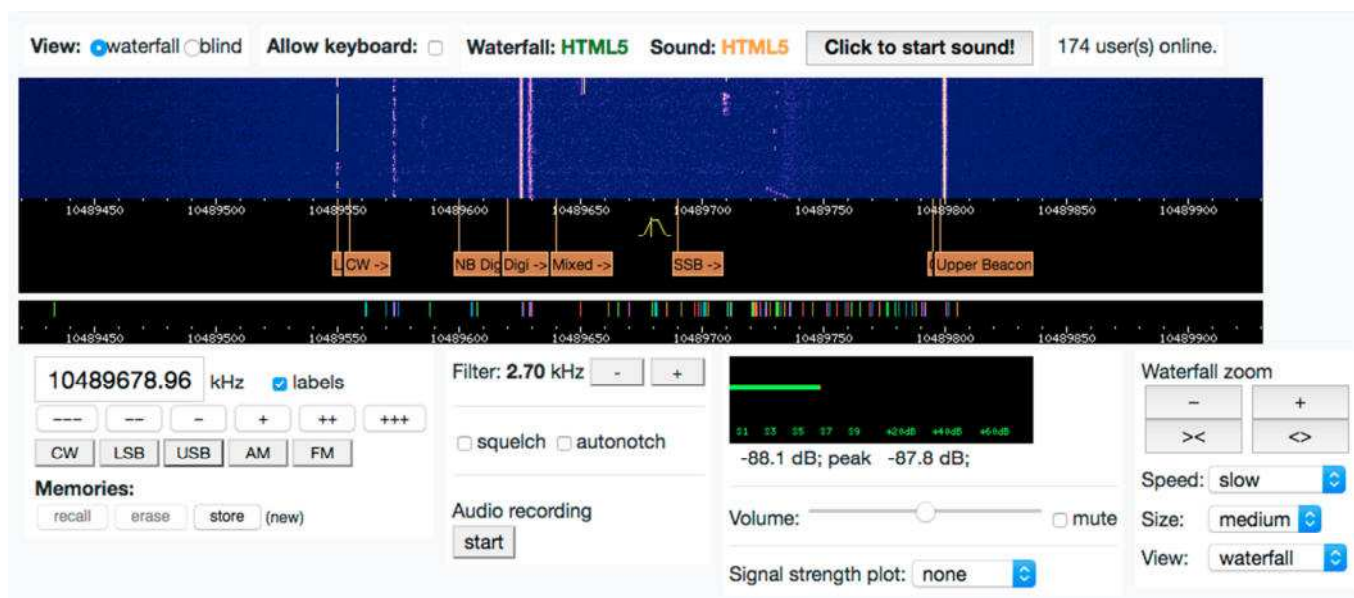 View: waterfall blind Allow keyboard: Waterfall: HTML5 Sound: HTML5 Click to start sound! 174 user(s) online.
10489450 10489500 10489550 10489600 10489650 10489700 10489750 10489800 10489850 10489900
L CW -> NB Dig Digi -> Mixed -> SSB -> Upper Beacon
10489450 10489500 10489550 10489600 10489650 10489700 10489750 10489800 10489850 10489900
10489678.96 kHz labels
--- -- - + ++ +++
CW LSB USB AM FM
Memories:
recall erase store (new)
Filter: 2.70 kHz - +
squelch autonotch
Audio recording
start
S1 S3 S5 S7 S9 +20dB +40dB +60dB
-88.1 dB; peak -87.8 dB;
Volume: mute
Signal strength plot: none
Waterfall zoom
- +
>< <>
Speed: slow
Size: medium
View: waterfall